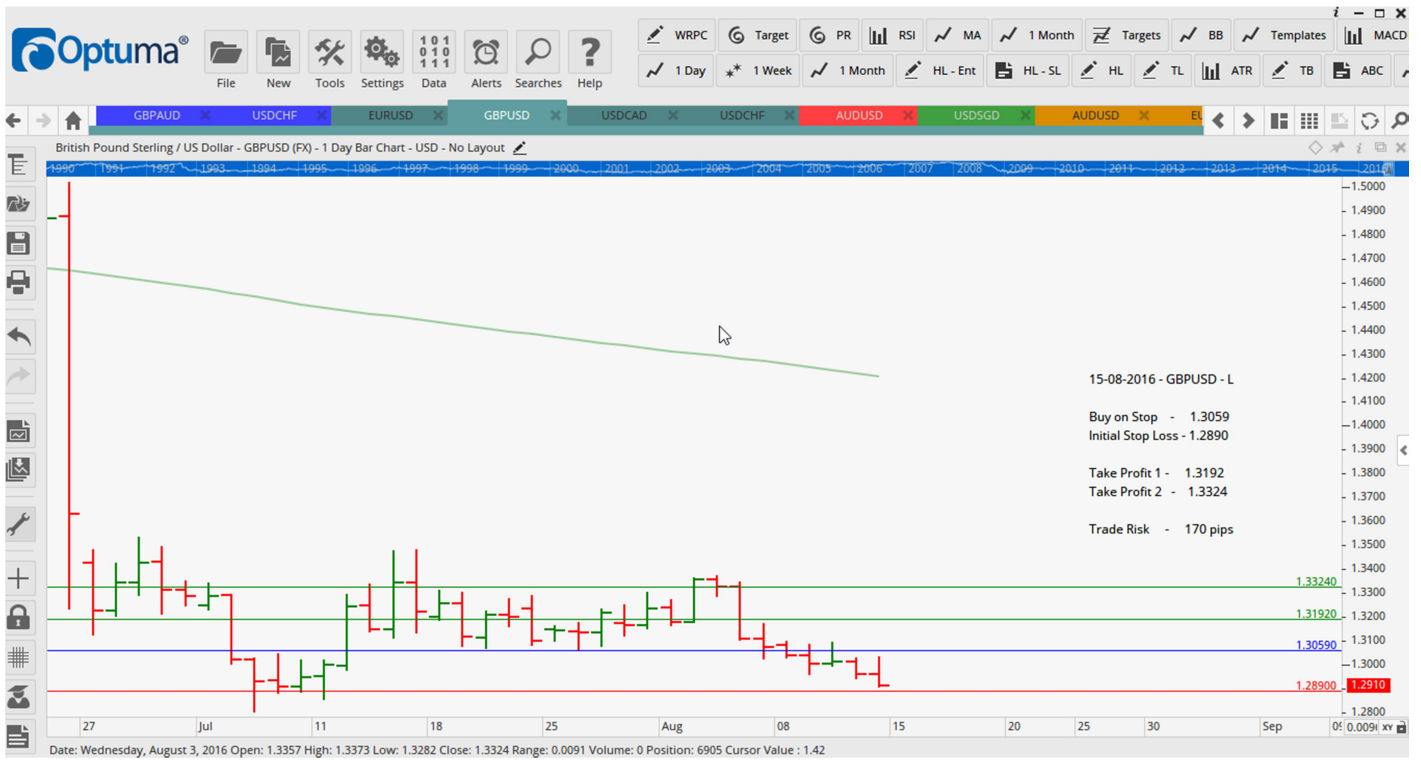 Optuma®
File New Tools Settings Data Alerts Searches Help
WRPC Target PR RSI MA 1 Month Targets BB Templates MACD
1 Day 1 Week 1 Month HL - Ent HL - SL HL TL ATR TB ABC
GBPAUD USDCHF EURUSD GBPUSD USDCAD USDCHF AUDUSD USDSGD AUDUSD
British Pound Sterling / US Dollar - GBPUSD (FX) - 1 Day Bar Chart - USD - No Layout
1990 1991 1992 1993 1994 1995 1996 1997 1998 1999 2000 2001 2002 2003 2004 2005 2006 2007 2008 2009 2010 2011 2012 2013 2014 2015 2016
1.5000
1.4900
1.4800
1.4700
1.4600
1.4500
1.4400
1.4300
1.4200
15-08-2016 - GBPUSD - L
1.4100
Buy on Stop - 1.3059
1.4000
Initial Stop Loss - 1.2890
1.3900
Take Profit 1 - 1.3192
1.3800
Take Profit 2 - 1.3324
1.3700
1.3600
Trade Risk - 170 pips
1.3500
1.3400
1.33240
1.3300
1.31920
1.3200
1.3100
1.30590
1.3000
1.28900 1.2910
1.2800
27 Jul 11 18 25 Aug 08 15 20 25 30 Sep 0.009 XY
Date: Wednesday, August 3, 2016 Open: 1.3357 High: 1.3373 Low: 1.3282 Close: 1.3324 Range: 0.0091 Volume: 0 Position: 6905 Cursor Value : 1.42